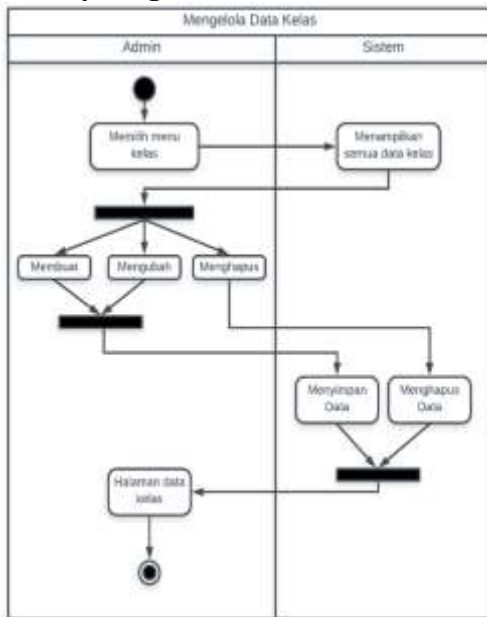 Mengelola Data Kelas
Admin
Sistem
Memilih menu
kelas
Menampilkan
semua data kelas
Membuat
Mengubah
Menghapus
Menyimpan
Data
Menghapus
Data
Halaman data
kelas